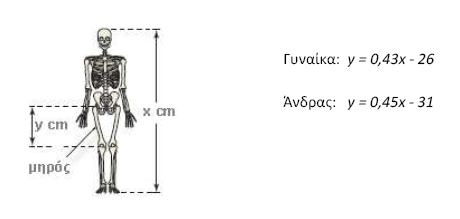 Γυναίκα: y = 0,43x - 26
x cm
Άνδρας: y = 0,45x - 31
y cm
μηρός